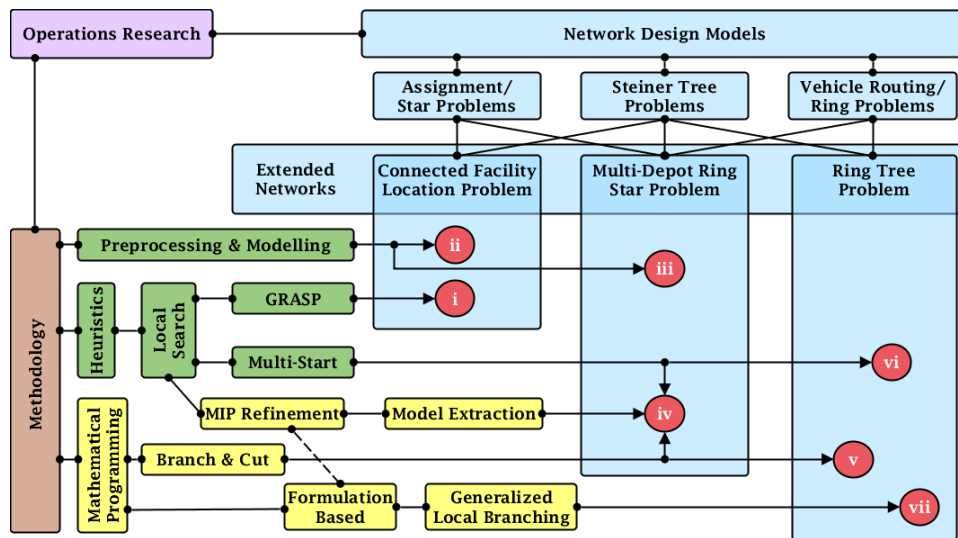 Operations Research
Network Design Models
Assignment/
Star Problems
Steiner Tree
Problems
Vehicle Routing/
Ring Problems
Extended
Networks
Connected Facility
Location Problem
Multi-Depot Ring
Star Problem
Ring Tree
Problem
Methodology
Preprocessing & Modelling
ii
iii
Heuristics
Local
Search
GRASP
i
Multi-Start
vi
MIP Refinement
Model Extraction
iv
Mathematical
Programming
Branch & Cut
v
Formulation
Based
Generalized
Local Branching
vii